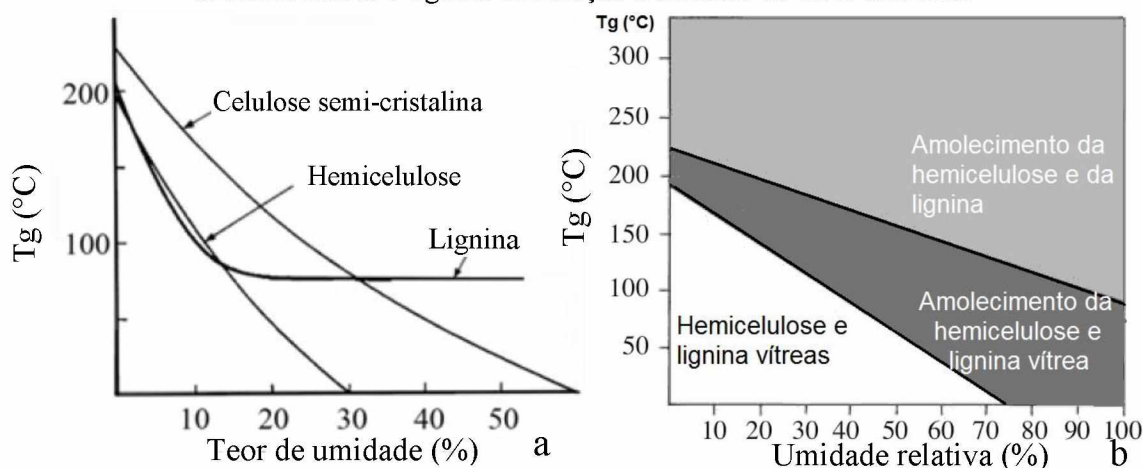 Tg (°C)
200
100
Celulose semi-cristalina
Hemicelulose
Lignina
10 20 30 40 50
Teor de umidade (%)
a
Tg (°C)
Tg (°C)
300
250
200
150
100
50
Amolecimento da
hemicelulose e da
lignina
Amolecimento da
hemicelulose e
lignina vítrea
Hemicelulose e
lignina vítreas
10 20 30 40 50 60 70 80 90 100
Umidade relativa (%)
b